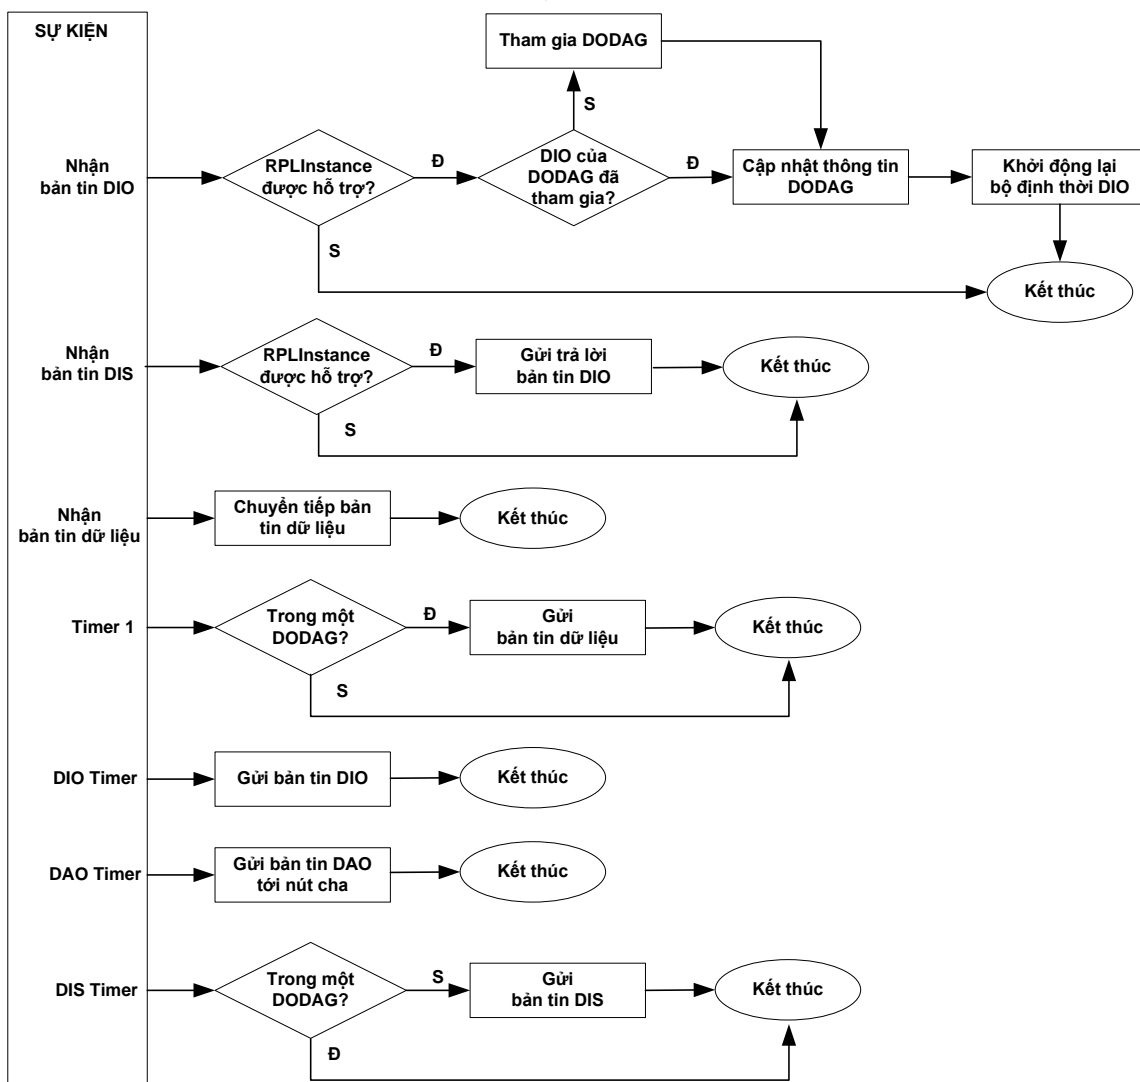 SỰ KIỆN
Tham gia DODAG
S
Nhận
bản tin DIO
RPLInstance
được hỗ trợ?
Đ
DIO của
DODAG đã
tham gia?
Đ
Cập nhật thông tin
DODAG
Khởi động lại
bộ định thời DIO
S
Kết thúc
Nhận
bản tin DIS
RPLInstance
được hỗ trợ?
Đ
Gửi trả lời
bản tin DIO
Kết thúc
S
Nhận
bản tin dữ liệu
Chuyển tiếp bản
tin dữ liệu
Kết thúc
Timer 1
Trong một
DODAG?
Đ
Gửi
bản tin dữ liệu
Kết thúc
S
DIO Timer
Gửi bản tin DIO
Kết thúc
DAO Timer
Gửi bản tin DAO
tới nút cha
Kết thúc
DIS Timer
Trong một
DODAG?
S
Gửi
bản tin DIS
Kết thúc
Đ